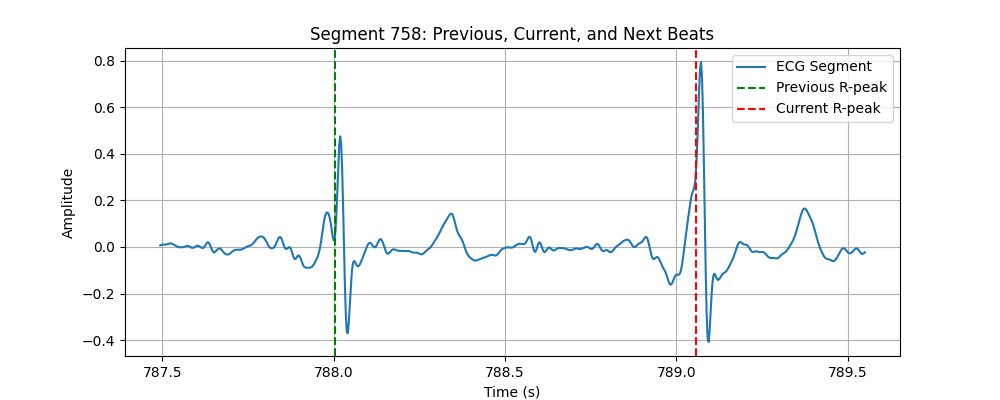 Segment 758: Previous, Current, and Next Beats
ECG Segment
Previous R-peak
Current R-peak
Amplitude
0.8
0.6
0.4
0.2
0.0
−0.2
−0.4
787.5 788.0 788.5 789.0 789.5
Time (s)